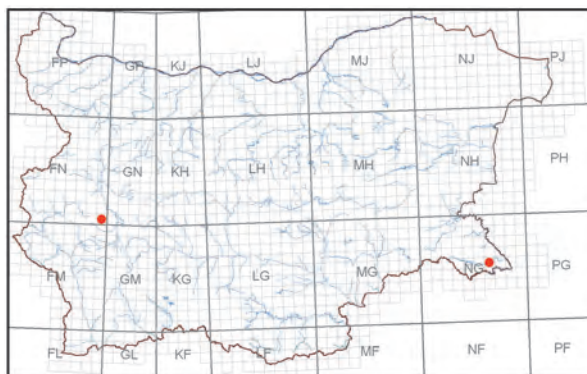 FP GP KJ LJ MJ NJ PJ
FN GN KH LH MH NH PH
FM GM KG LG MG NG PG
FL GL KF LF MF NF PF